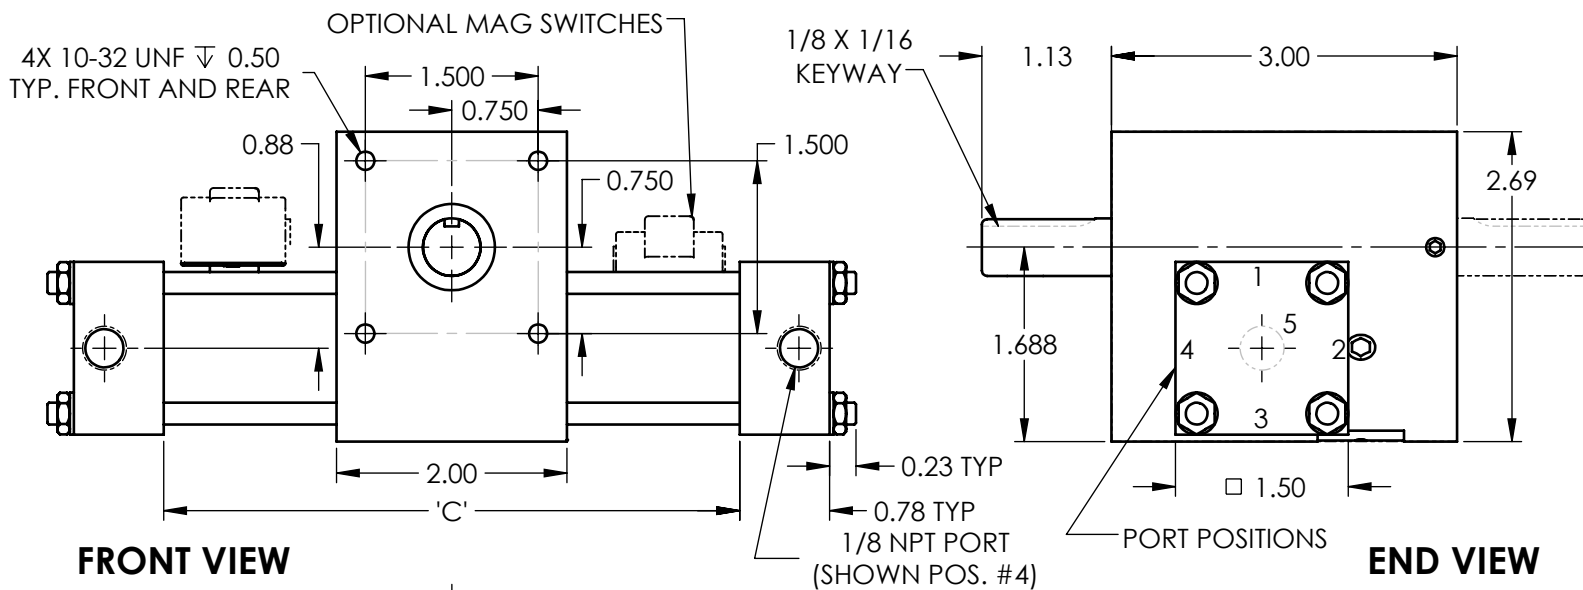 OPTIONAL MAG SWITCHES
4X 10-32 UNF ↧ 0.50
TYP. FRONT AND REAR
1.500
0.750
0.88
1.500
0.750
2.00
'C'
0.23 TYP
0.78 TYP
1/8 NPT PORT
(SHOWN POS. #4)
FRONT VIEW
1/8 X 1/16
KEYWAY
1.13
3.00
2.69
1.688
1
5
4
2
3
□ 1.50
PORT POSITIONS
END VIEW